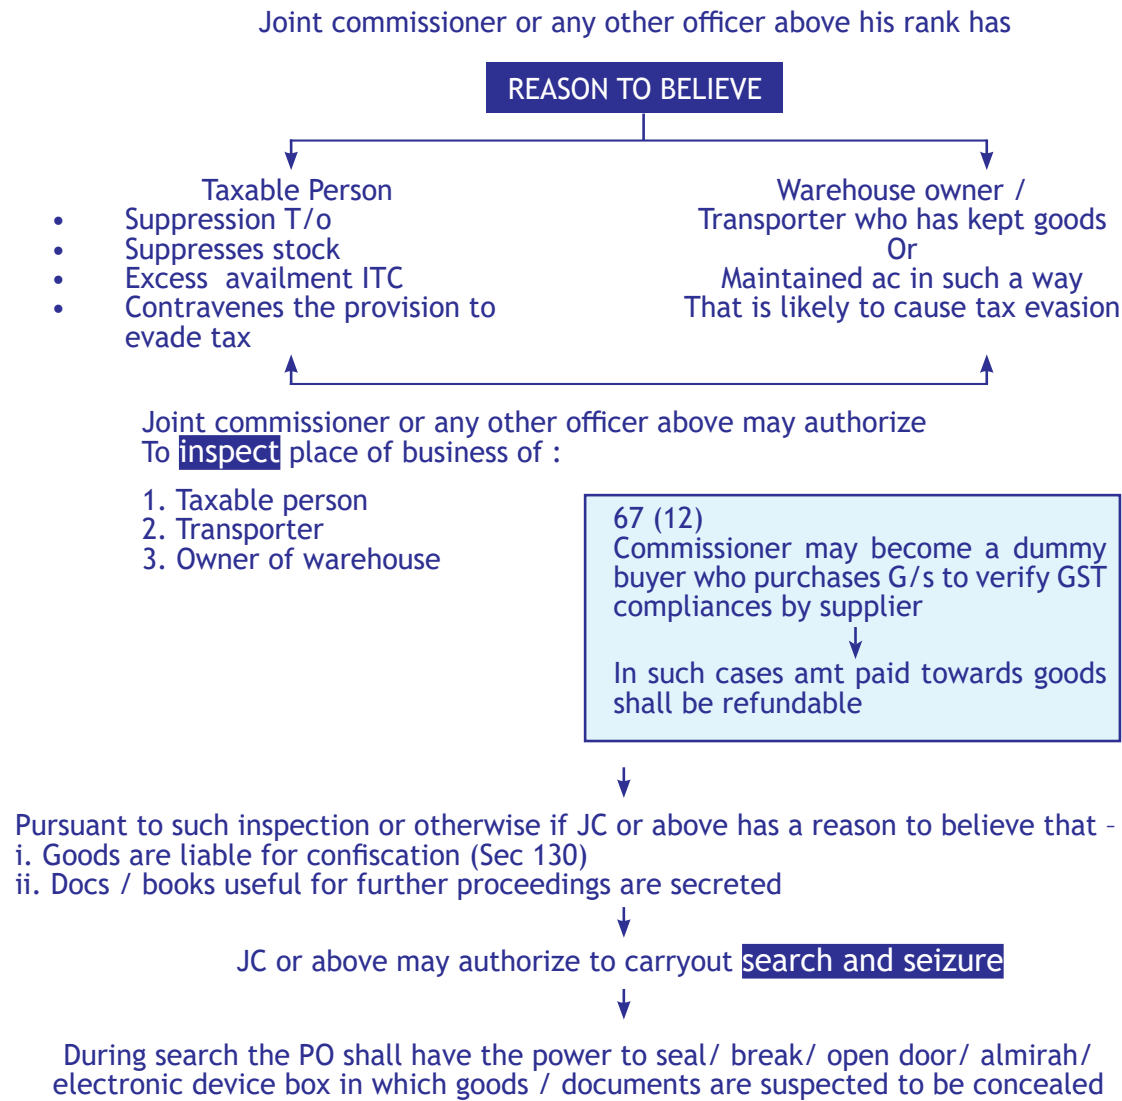 Joint commissioner or any other officer above his rank has
REASON TO BELIEVE
Taxable Person
• Suppression T/o
• Suppresses stock
• Excess availment ITC
• Contravenes the provision to
evade tax
Warehouse owner /
Transporter who has kept goods
Or
Maintained ac in such a way
That is likely to cause tax evasion
Joint commissioner or any other officer above may authorize
To inspect place of business of :
1. Taxable person
2. Transporter
3. Owner of warehouse
67 (12)
Commissioner may become a dummy
buyer who purchases G/s to verify GST
compliances by supplier
In such cases amt paid towards goods
shall be refundable
Pursuant to such inspection or otherwise if JC or above has a reason to believe that –
i. Goods are liable for confiscation (Sec 130)
ii. Docs / books useful for further proceedings are secreted
JC or above may authorize to carryout search and seizure
During search the PO shall have the power to seal/ break/ open door/ almirah/
electronic device box in which goods / documents are suspected to be concealed